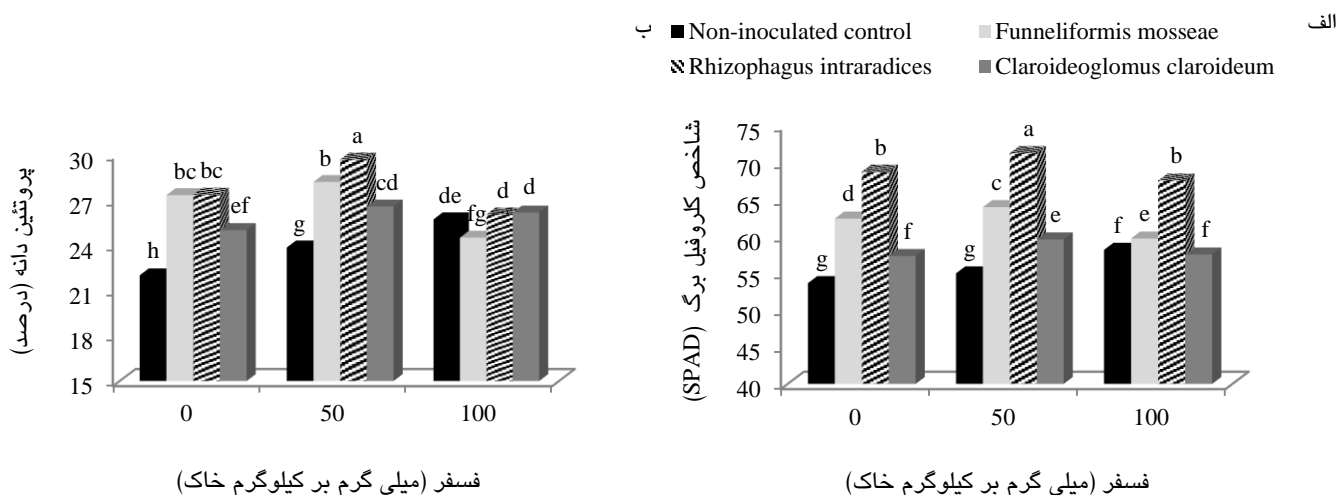 الف
ب
Non-inoculated control
Funneliformis mosseae
Rhizophagus intraradices
Claroideoglomus claroideum
شاخص کلروفیل برگ (SPAD)
75
70
65
60
55
50
45
40
g
d
b
f
g
c
a
e
f
e
b
f
0
50
100
فسفر (میلی گرم بر کیلوگرم خاک)
پروتئین دانه (درصد)
30
27
24
21
18
15
h
bc
bc
ef
g
b
a
cd
de
fg
d
d
0
50
100
فسفر (میلی گرم بر کیلوگرم خاک)